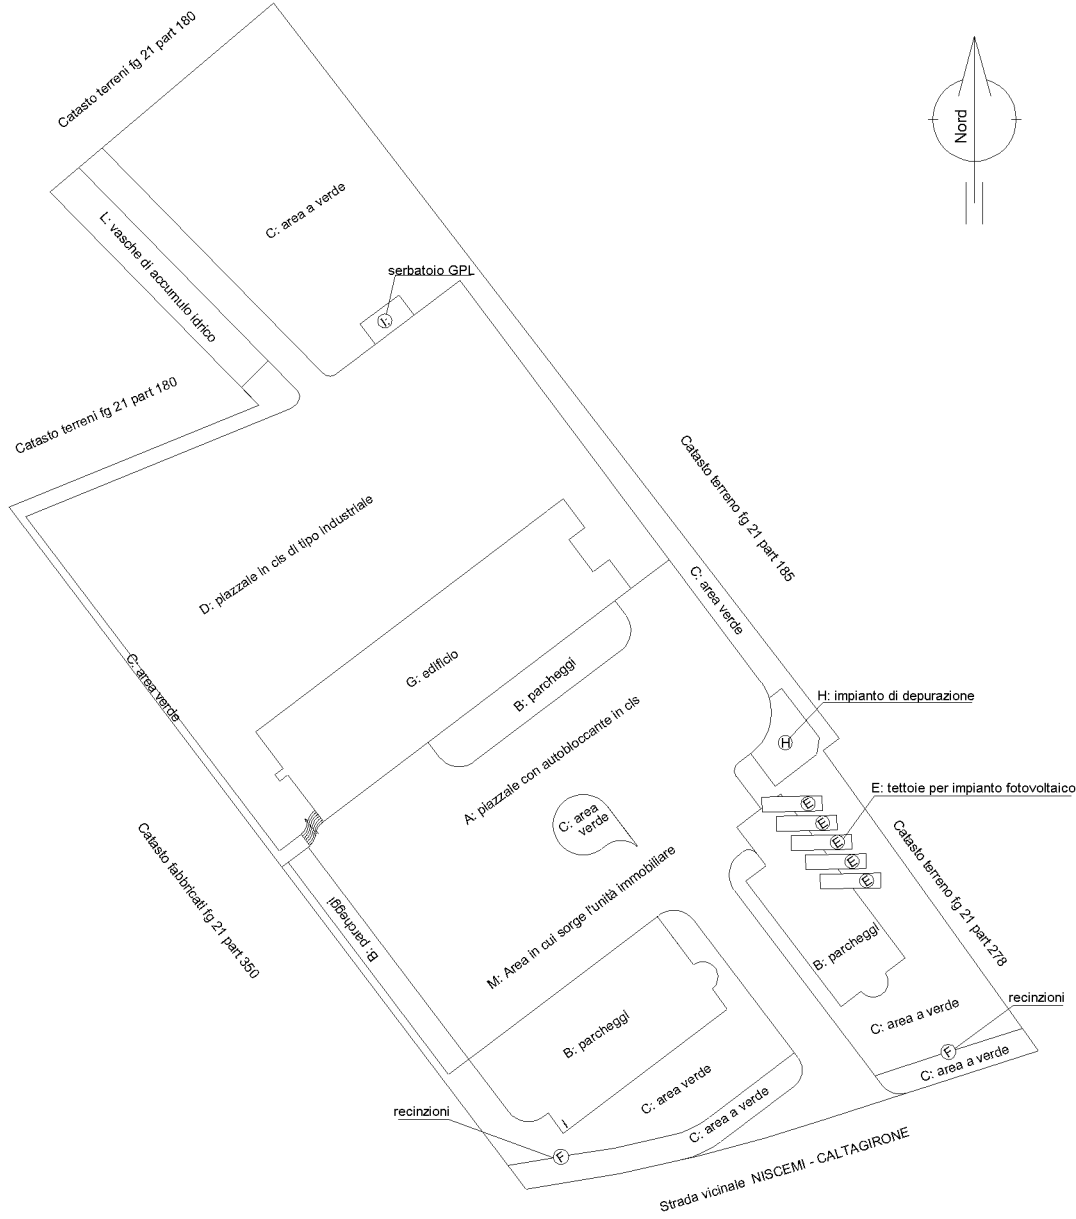 Catasto terreni fg 21 part 180
Nord
C: area a verde
L: vasche di accumulo idrico
serbatoio GPL
Catasto terreni fg 21 part 180
Catasto terreno fg 21 part 185
D: piazzale in cls di tipo industriale
C: area verde
G: edificio
C: area verde
B: parcheggi
H: impianto di depurazione
H
A: piazzale con autobloccante in cls
E: tettoie per impianto fotovoltaico
E
E
E
E
E
C: area
verde
Catasto fabbricati fg 21 part 350
Catasto terreno fg 21 part 278
M: Area in cui sorge l'unità immobiliare
B: parcheggi
B: parcheggi
recinzioni
C: area a verde
B: parcheggi
F
C: area a verde
C: area verde
recinzioni
C: area a verde
F
Strada vicinale NISCEMI - CALTAGIRONE